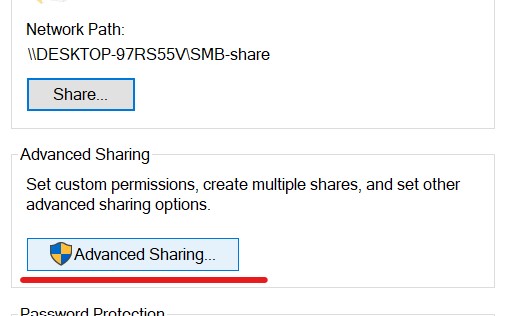 Network Path:
\\DESKTOP-97RS55V\SMB-share
Share...
Advanced Sharing
Set custom permissions, create multiple shares, and set other
advanced sharing options.
Advanced Sharing...
Password Protection